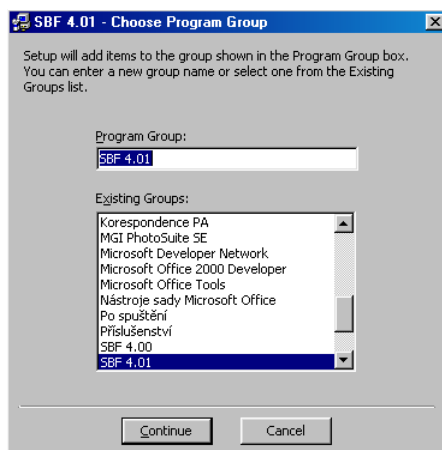 SBF 4.01 - Choose Program Group
Setup will add items to the group shown in the Program Group box.
You can enter a new group name or select one from the Existing
Groups list.
Program Group:
SBF 4.01
Existing Groups:
Korespondence PA
MGI PhotoSuite SE
Microsoft Developer Network
Microsoft Office 2000 Developer
Microsoft Office Tools
Nástroje sady Microsoft Office
Po spuštění
Příslušenství
SBF 4.00
SBF 4.01
Continue
Cancel